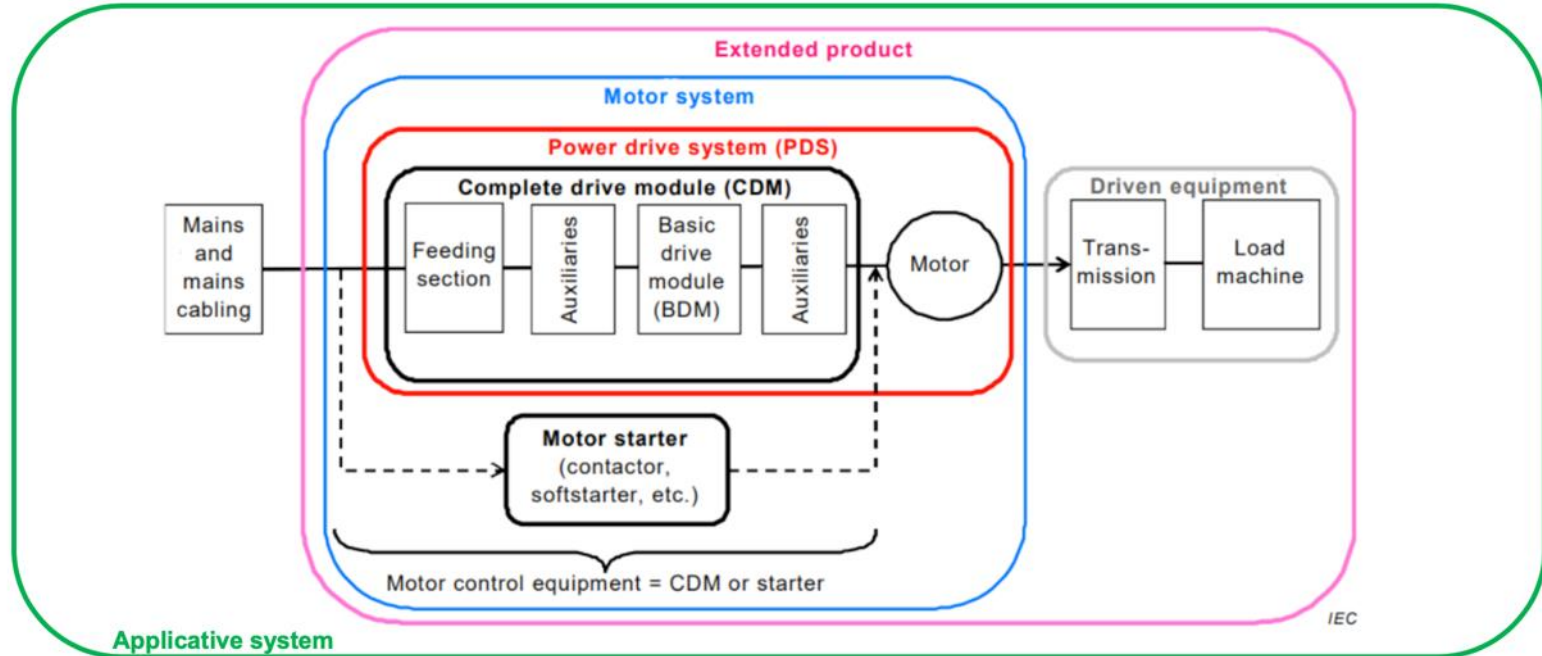 Extended product
Motor system
Power drive system (PDS)
Complete drive module (CDM)
Driven equipment
Mains
and
mains
cabling
Feeding
section
Auxiliaries
Basic
drive
module
(BDM)
Auxiliaries
Motor
Trans-
mission
Load
machine
Motor starter
(contactor,
softstarter, etc.)
Motor control equipment = CDM or starter
IEC
Applicative system